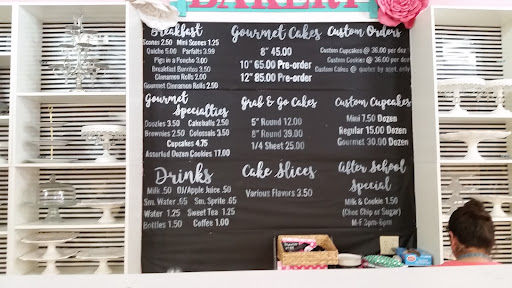 BAKERY
Breakfast
Scones 2.50 Mini Scones 1.25
Quiche 5.00 Parfaits 3.99
Pigs in a Poncho 3.00
Breakfast Burritos 3.50
Cinnamon Rolls 2.00
Gourmet Cinnamon Rolls 2.50
Gourmet
Specialties
Doozies 3.50 Cakeballs 2.50
Brownies 2.50 Colossals 3.50
Cupcakes 4.75
Assorted Dozen Cookies 17.00
Drinks
Milk .50 OJ/Apple Juice .50
Sm. Water .65 Sm. Sprite .65
Water 1.25 Sweet Tea 1.25
Bottles 1.50 Coffee 1.00
Gourmet Cakes
8" 45.00
10" 65.00 Pre-order
12" 85.00 Pre-order
Grab & Go Cakes
5" Round 12.00
8" Round 39.00
1/4 Sheet 25.00
Cake Slices
Various Flavors 3.50
Custom Orders
Custom Cupcakes @ 36.00 per doz
Custom Cookies @ 36.00 per doz
Custom Cakes @ quotes by appt. only
Custom Cupcakes
Mini 7.50 Dozen
Regular 15.00 Dozen
Gourmet 30.00 Dozen
After School
Special
Milk & Cookie 1.50
(Choc Chip or Sugar)
M-F 3pm-6pm